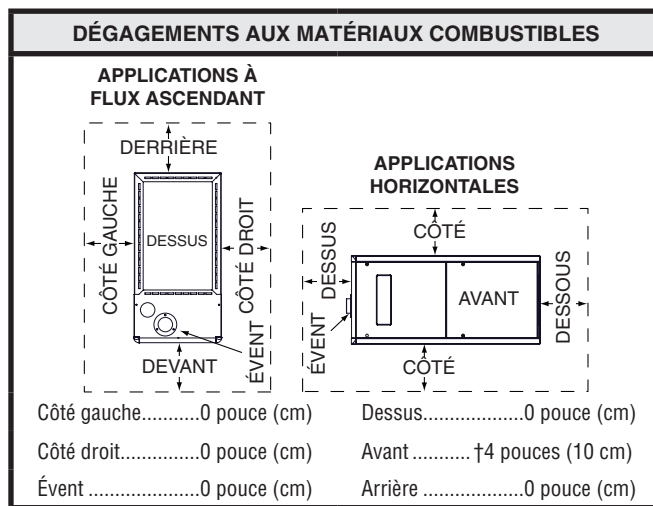 DÉGAGEMENTS AUX MATÉRIAUX COMBUSTIBLES
APPLICATIONS À
FLUX ASCENDANT
DERRIÈRE
CÔTÉ GAUCHE
DESSUS
CÔTÉ DROIT
ÉVENT
DEVANT
APPLICATIONS
HORIZONTALES
CÔTÉ
DESSUS
AVANT
DESSOUS
ÉVENT
CÔTÉ
Côté gauche...........0 pouce (cm)
Côté droit...............0 pouce (cm)
Évent .....................0 pouce (cm)
Dessus...................0 pouce (cm)
Avant ........... †4 pouces (10 cm)
Arrière ...................0 pouce (cm)